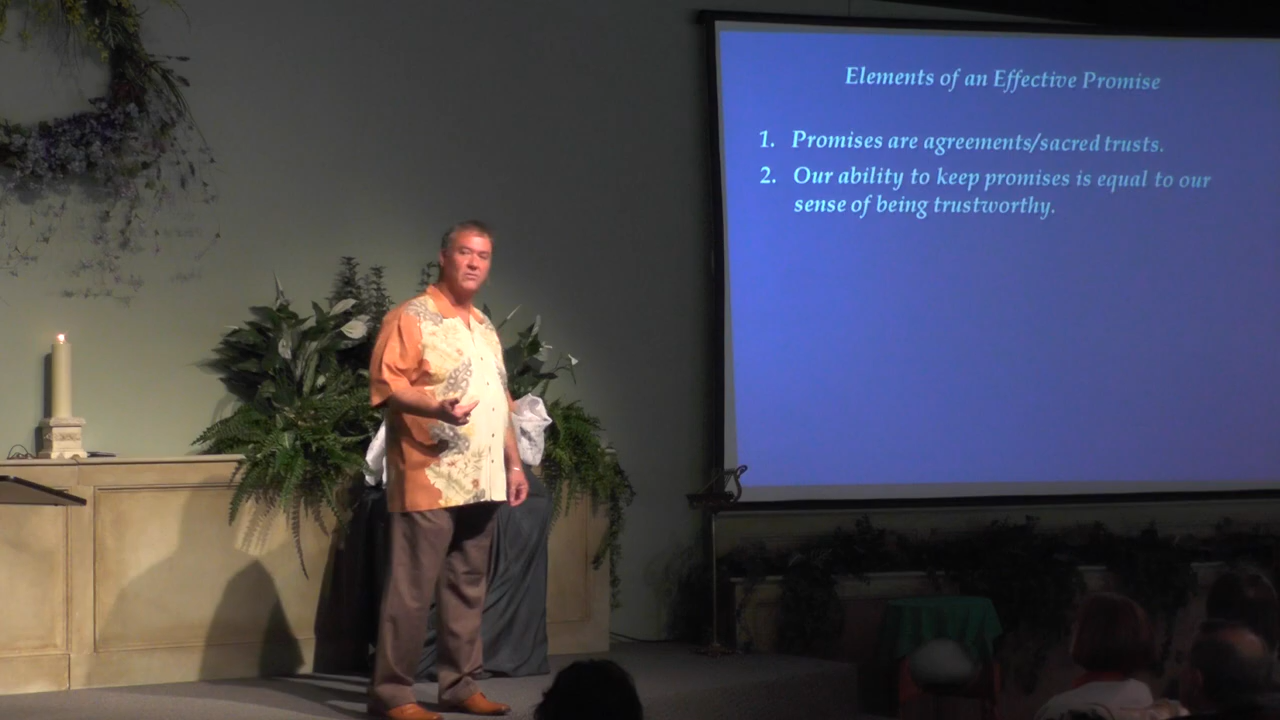 Elements of an Effective Promise
1. Promises are agreements/sacred trusts.
2. Our ability to keep promises is equal to our
sense of being trustworthy.